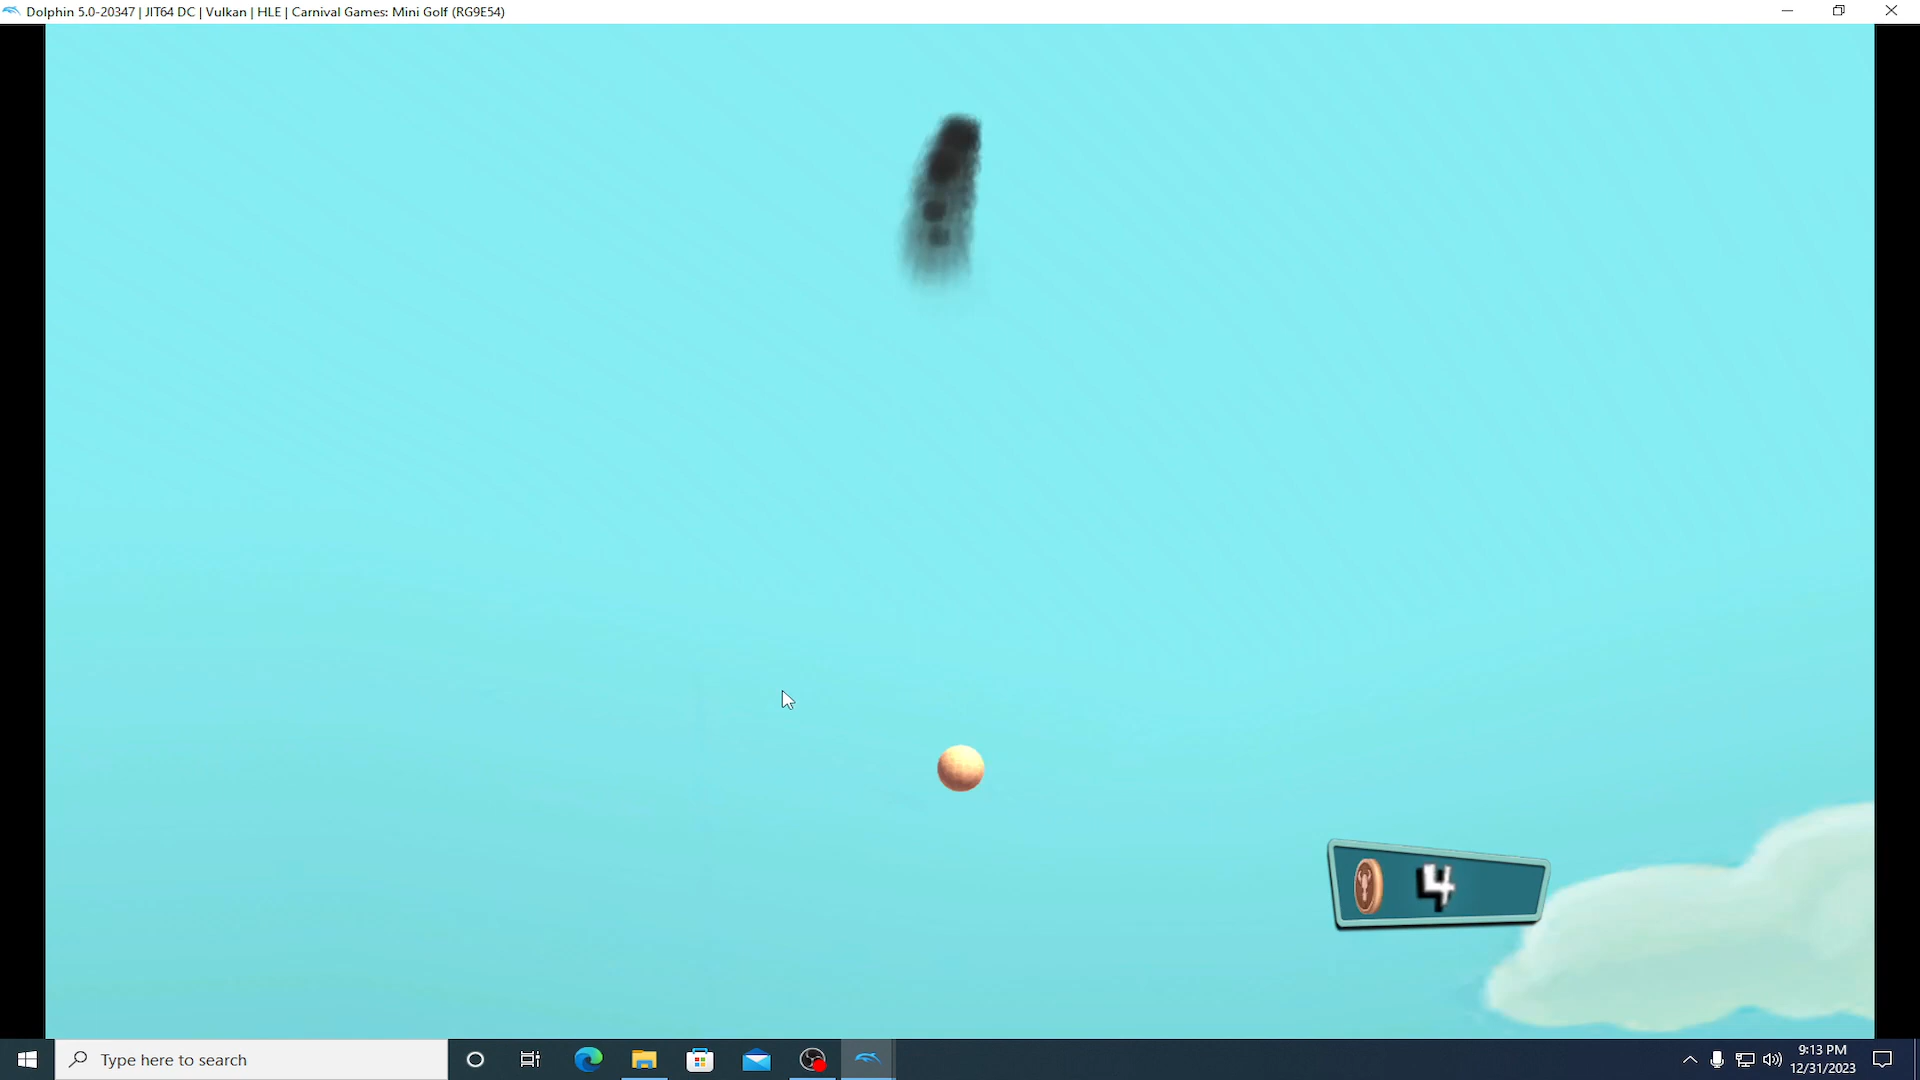 Dolphin 5.0-20347 | JIT64 DC | Vulkan | HLE | Carnival Games: Mini Golf (RG9E54)
4
Type here to search
9:13 PM
12/31/2023